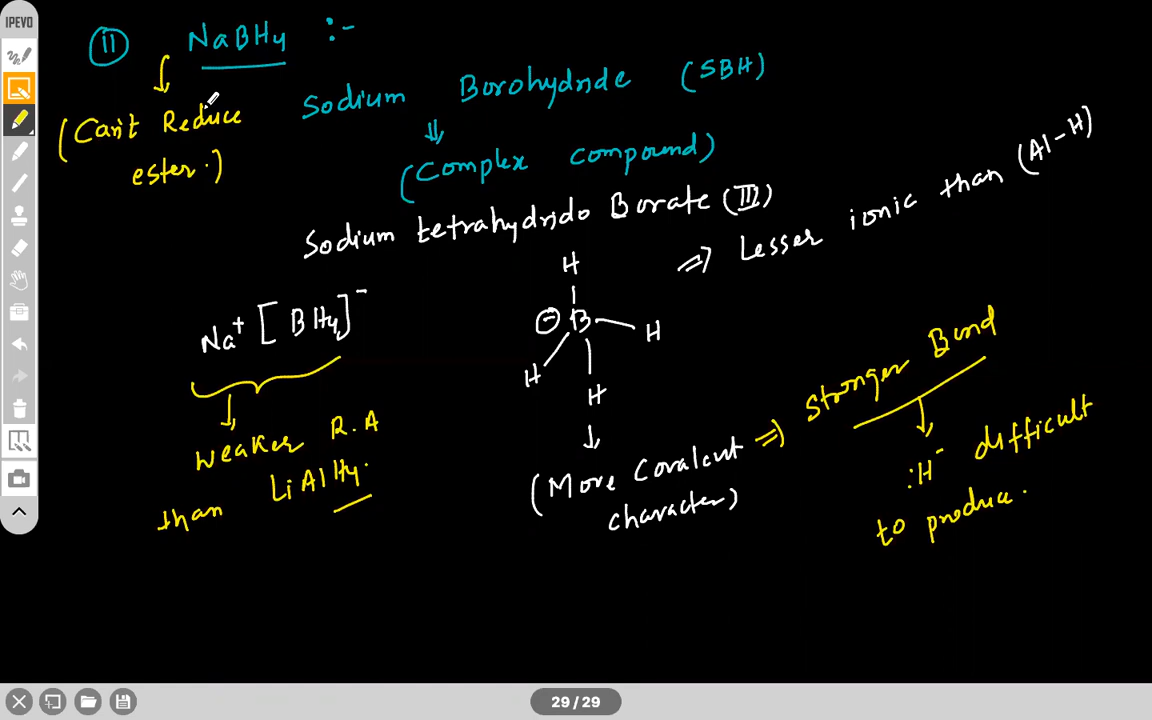 IPEVO
(ii) NaBH4 :-
Sodium Borohydride (SBH)
(Can't Reduce
ester.)
(Complex compound)
Sodium tetrahydrido Borate (III)
⇒ Lesser ionic than (Al-H)
Na+ [BH4]-
H
⊖ B H
H
H
weaker R.A
than LiAlH4.
(More Covalent
character)
⇒ Stronger Bond
:H- difficult
to produce.
29/29